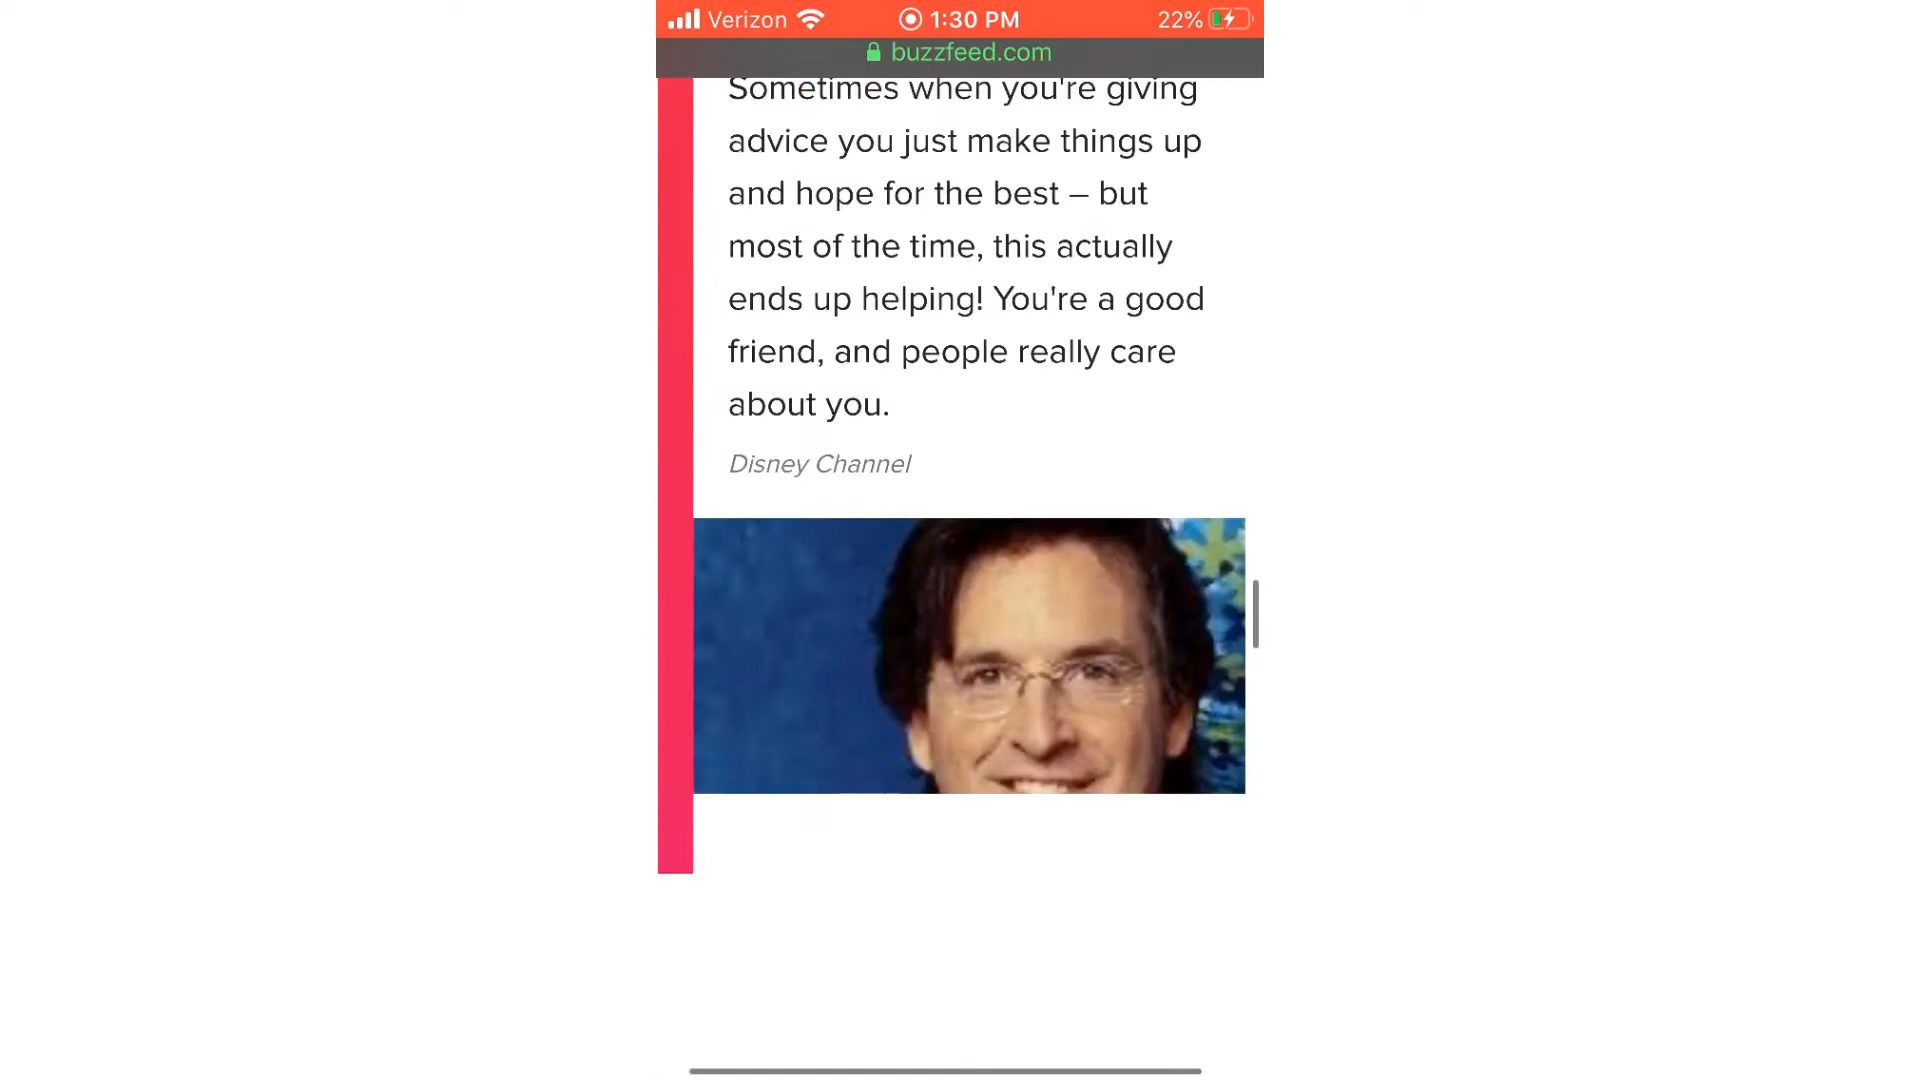 Verizon 1:30 PM 22%
buzzfeed.com
Sometimes when you're giving
advice you just make things up
and hope for the best – but
most of the time, this actually
ends up helping! You're a good
friend, and people really care
about you.
Disney Channel